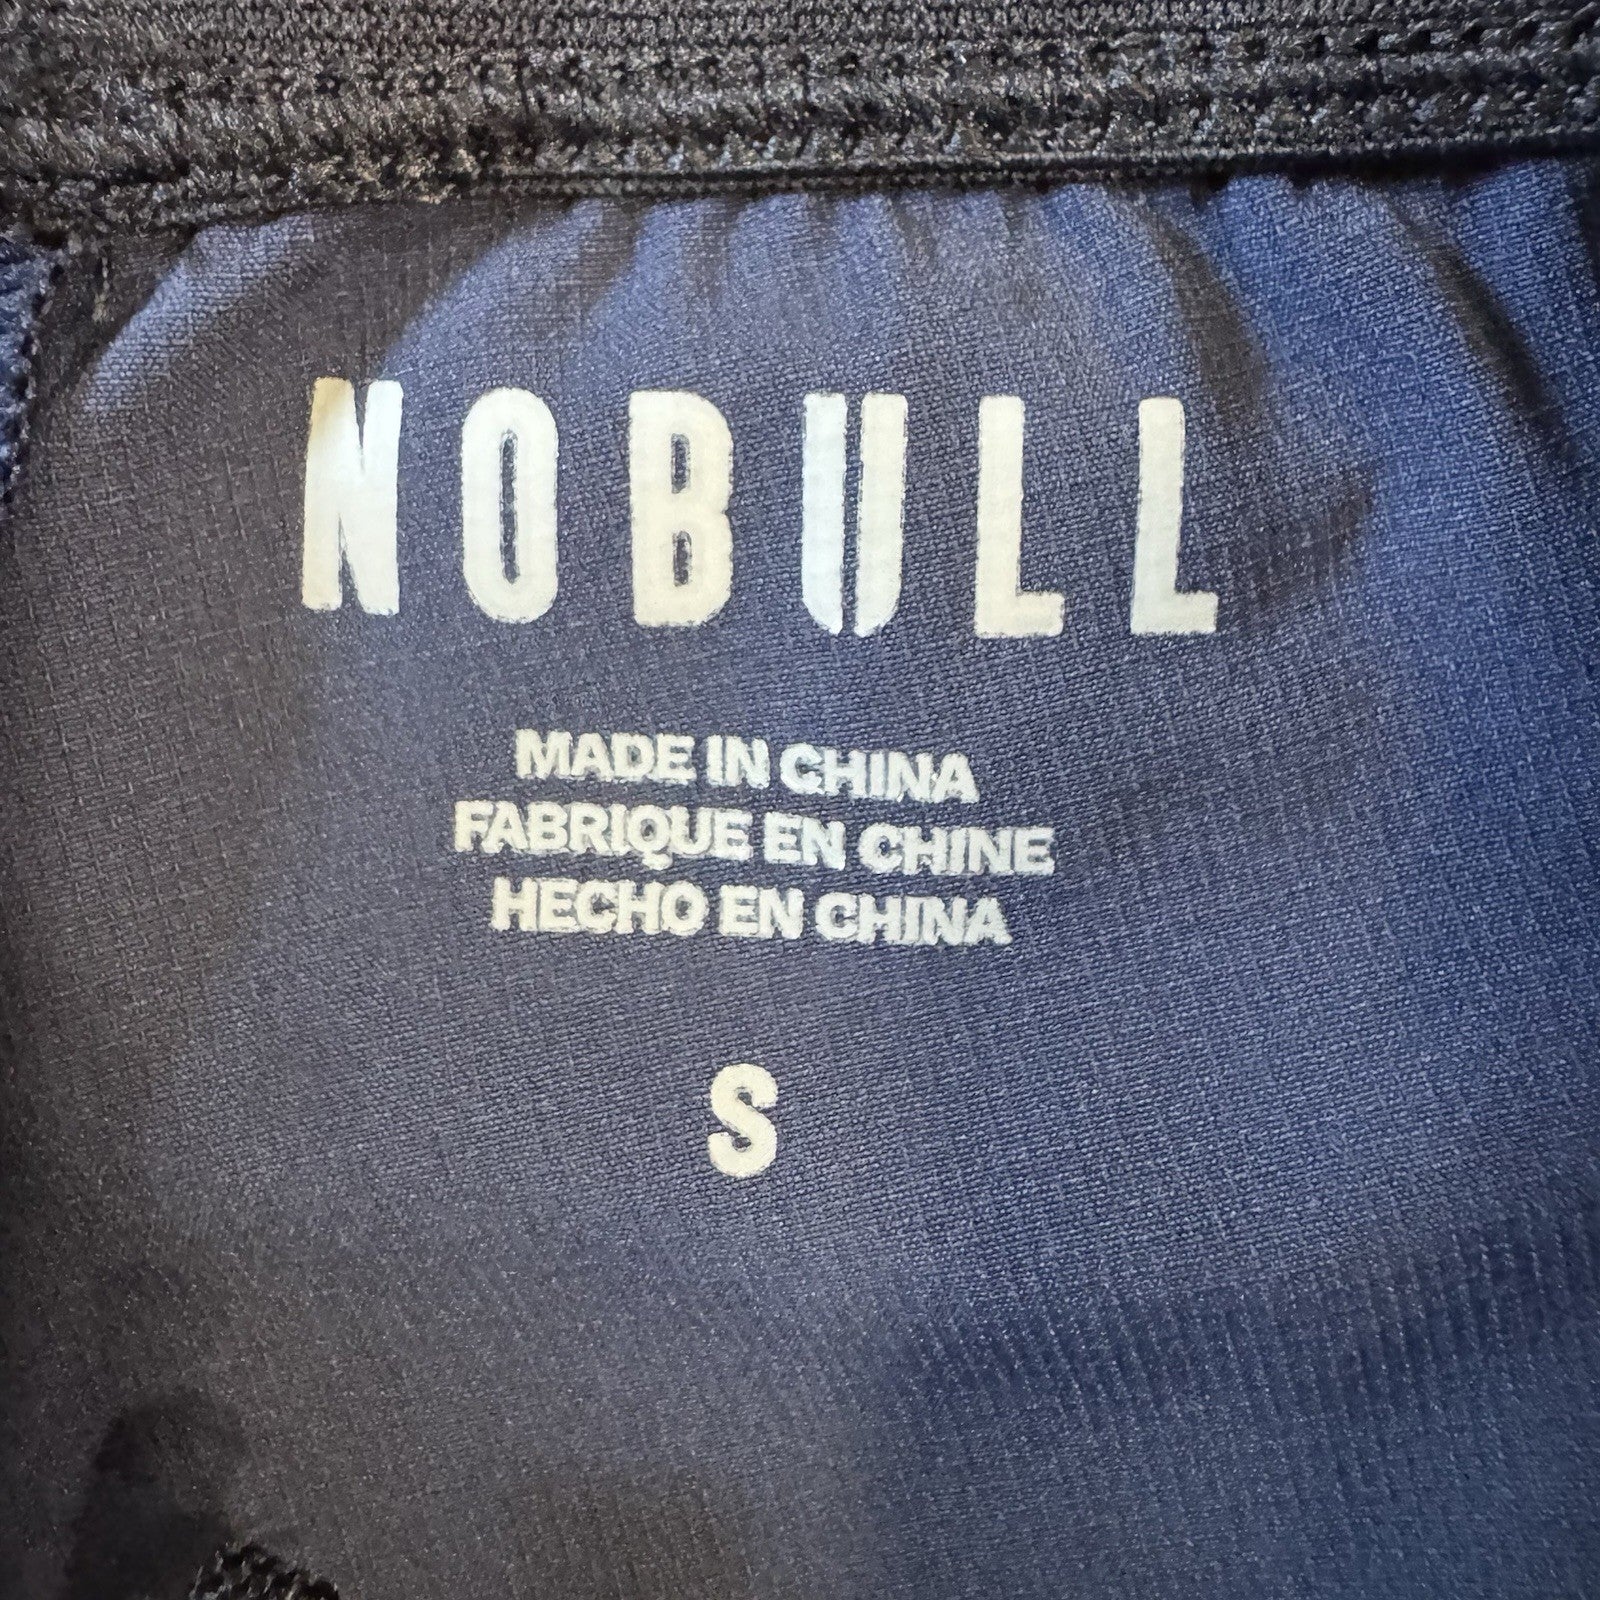 NOBULL
MADE IN CHINA
FABRIQUE EN CHINE
HECHO EN CHINA
S